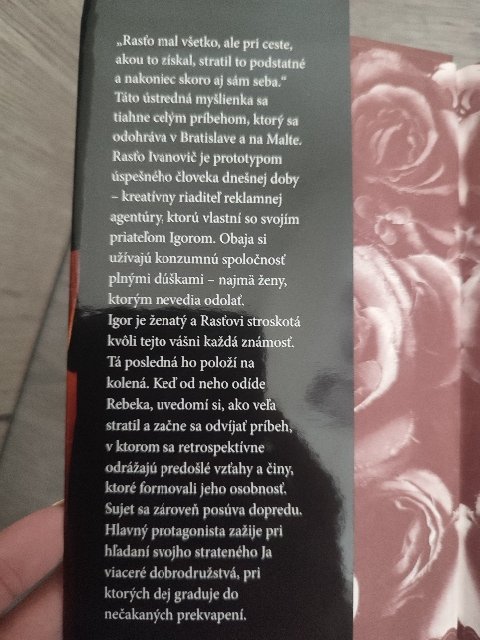 „Rasťo mal všetko, ale pri ceste,
akou to získal, stratil to podstatné
a nakoniec skoro aj sám seba.“
Táto ústredná myšlienka sa
tiahne celým príbehom, ktorý sa
odohráva v Bratislave a na Malte.
Rasťo Ivanovič je prototypom
úspešného človeka dnešnej doby
– kreatívny riaditeľ reklamnej
agentúry, ktorú vlastní so svojím
priateľom Igorom. Obaja si
užívajú konzumnú spoločnosť
plnými dúškami – najmä ženy,
ktorým nevedia odolať.
Igor je ženatý a Rasťovi stroskotá
kvôli tejto vášni každá známosť.
Tá posledná ho položí na
kolená. Keď od neho odíde
Rebeka, uvedomí si, ako veľa
stratil a začne sa odvíjať príbeh,
v ktorom sa retrospektívne
odrážajú predošlé vzťahy a činy,
ktoré formovali jeho osobnosť.
Sujet sa zároveň posúva dopredu.
Hlavný protagonista zažije pri
hľadaní svojho strateného Ja
viaceré dobrodružstvá, pri
ktorých dej graduje do
nečakaných prekvapení.